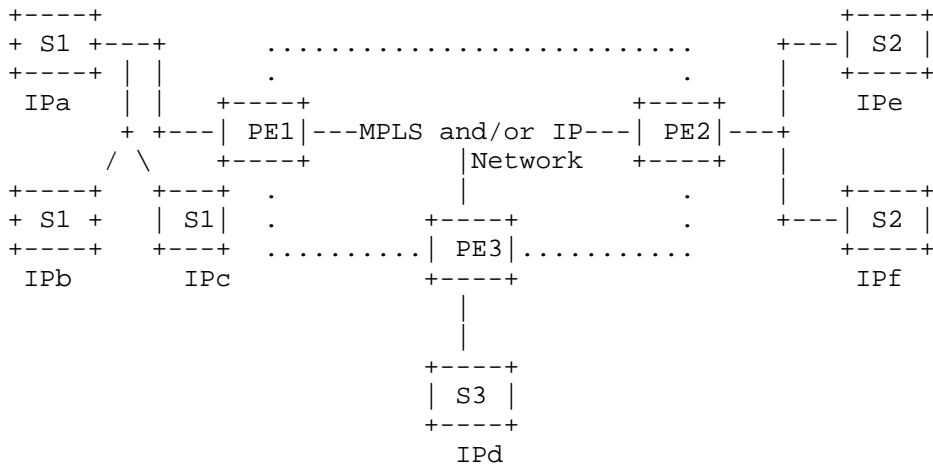 +----+                                                  +----+
+ S1 +---+       ............................       +---| S2 |
+----+ | |       .                          .       |   +----+
 IPa   | |   +----+                     +----+      |    IPe
       + +---| PE1|---MPLS and/or IP---| PE2|---+
      / \    +----+         |Network    +----+      |
+----+  +---+    .          |               .       |   +----+
+ S1 +  | S1|    .        +----+            .       +---| S2 |
+----+  +---+    ..........| PE3|...........            +----+
 IPb     IPc              +----+                         IPf
                            |
                            |
                          +----+
                          | S3 |
                          +----+
                            IPd